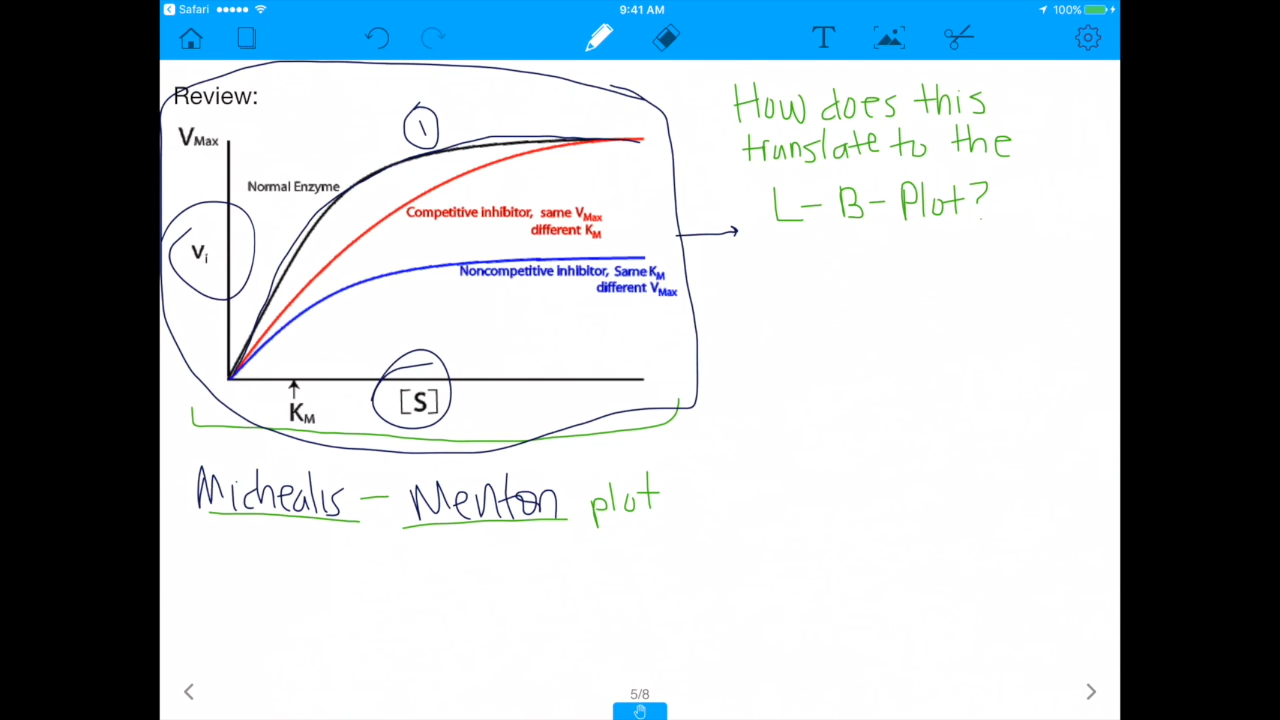 Safari
9:41 AM
100%
T
Review:
VMax
Normal Enzyme
1
Vi
Competitive inhibitor, same VMax
different KM
Noncompetitive inhibitor, Same KM
different VMax
KM
[S]
How does this
translate to the
L-B-Plot?
Michealis - Menton plot
5/8